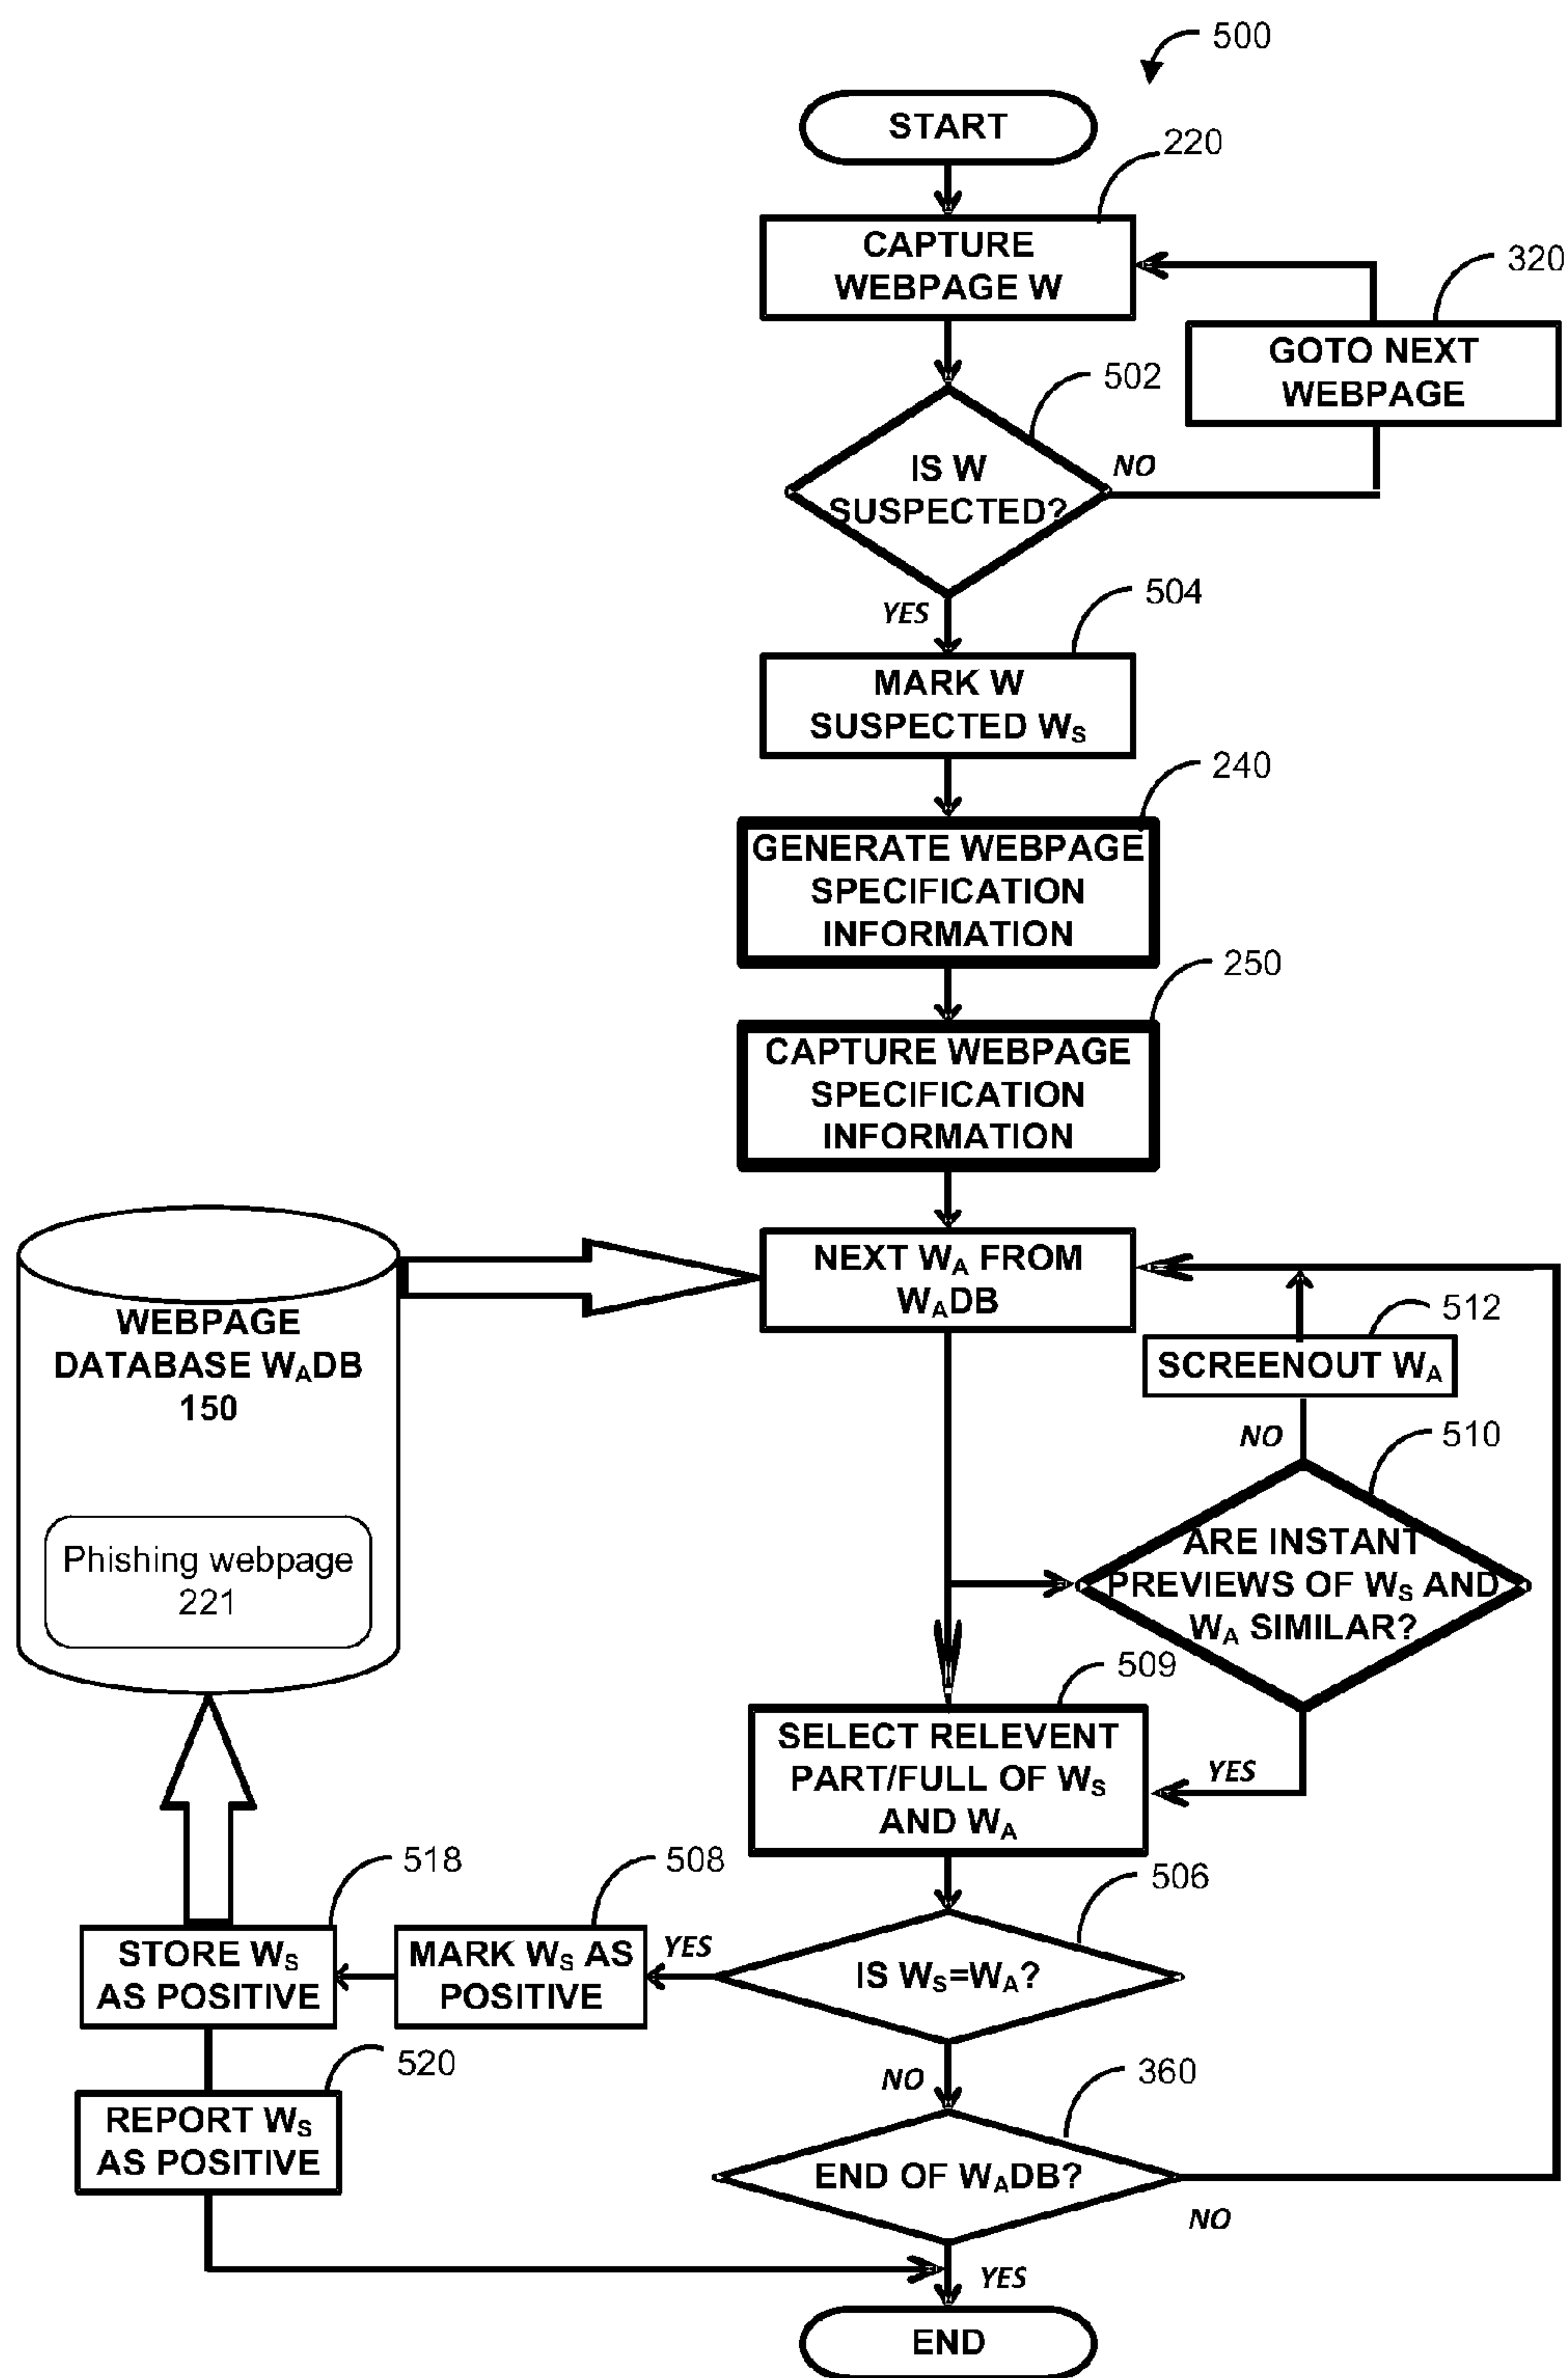 500
START
220
CAPTURE
WEBPAGE W
320
GOTO NEXT
WEBPAGE
502
IS W
SUSPECTED?
NO
YES
504
MARK W
SUSPECTED WS
240
GENERATE WEBPAGE
SPECIFICATION
INFORMATION
250
CAPTURE WEBPAGE
SPECIFICATION
INFORMATION
NEXT WA FROM
WADB
WEBPAGE
DATABASE WADB
150
Phishing webpage
221
512
SCREENOUT WA
NO
510
ARE INSTANT
PREVIEWS OF WS AND
WA SIMILAR?
YES
509
SELECT RELEVENT
PART/FULL OF WS
AND WA
506
IS WS=WA?
YES
508
MARK WS AS
POSITIVE
518
STORE WS
AS POSITIVE
520
REPORT WS
AS POSITIVE
NO
360
END OF WADB?
NO
YES
END